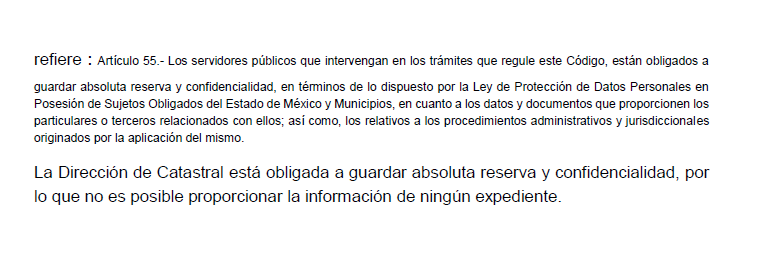 refiere : Artículo 55.- Los servidores públicos que intervengan en los trámites que regule este Código, están obligados a
guardar absoluta reserva y confidencialidad, en términos de lo dispuesto por la Ley de Protección de Datos Personales en
Posesión de Sujetos Obligados del Estado de México y Municipios, en cuanto a los datos y documentos que proporcionen los
particulares o terceros relacionados con ellos; así como, los relativos a los procedimientos administrativos y jurisdiccionales
originados por la aplicación del mismo.
La Dirección de Catastral está obligada a guardar absoluta reserva y confidencialidad, por
lo que no es posible proporcionar la información de ningún expediente.